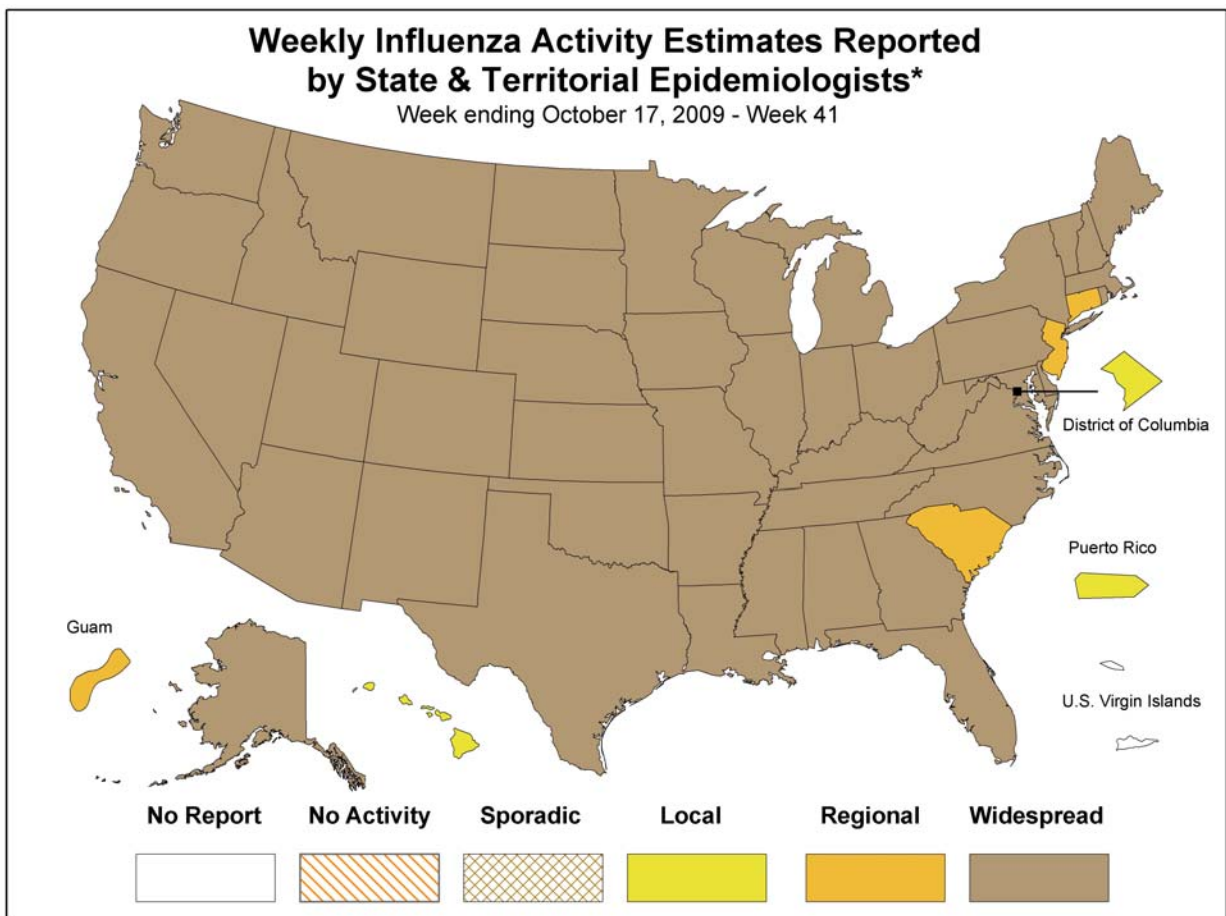 Weekly Influenza Activity Estimates Reported
by State & Territorial Epidemiologists*
Week ending October 17, 2009 - Week 41
District of Columbia
Puerto Rico
Guam
U.S. Virgin Islands
No Report No Activity Sporadic Local Regional Widespread